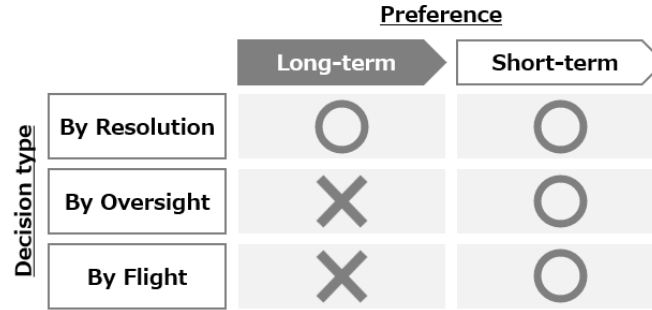 Preference
Long-term
Short-term
Decision type
By Resolution
By Oversight
By Flight